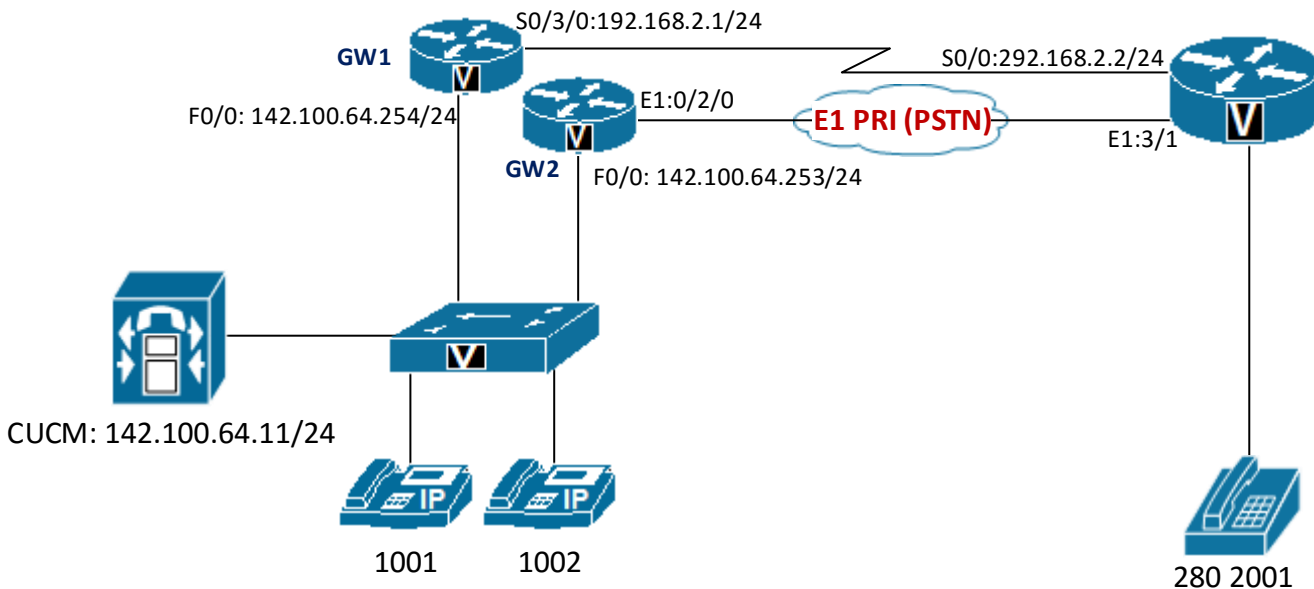 S0/3/0:192.168.2.1/24
GW1
S0/0:292.168.2.2/24
V
F0/0: 142.100.64.254/24
E1:0/2/0
E1 PRI (PSTN)
V
V
E1:3/1
GW2
F0/0: 142.100.64.253/24
V
CUCM: 142.100.64.11/24
IP
IP
1001
1002
280 2001